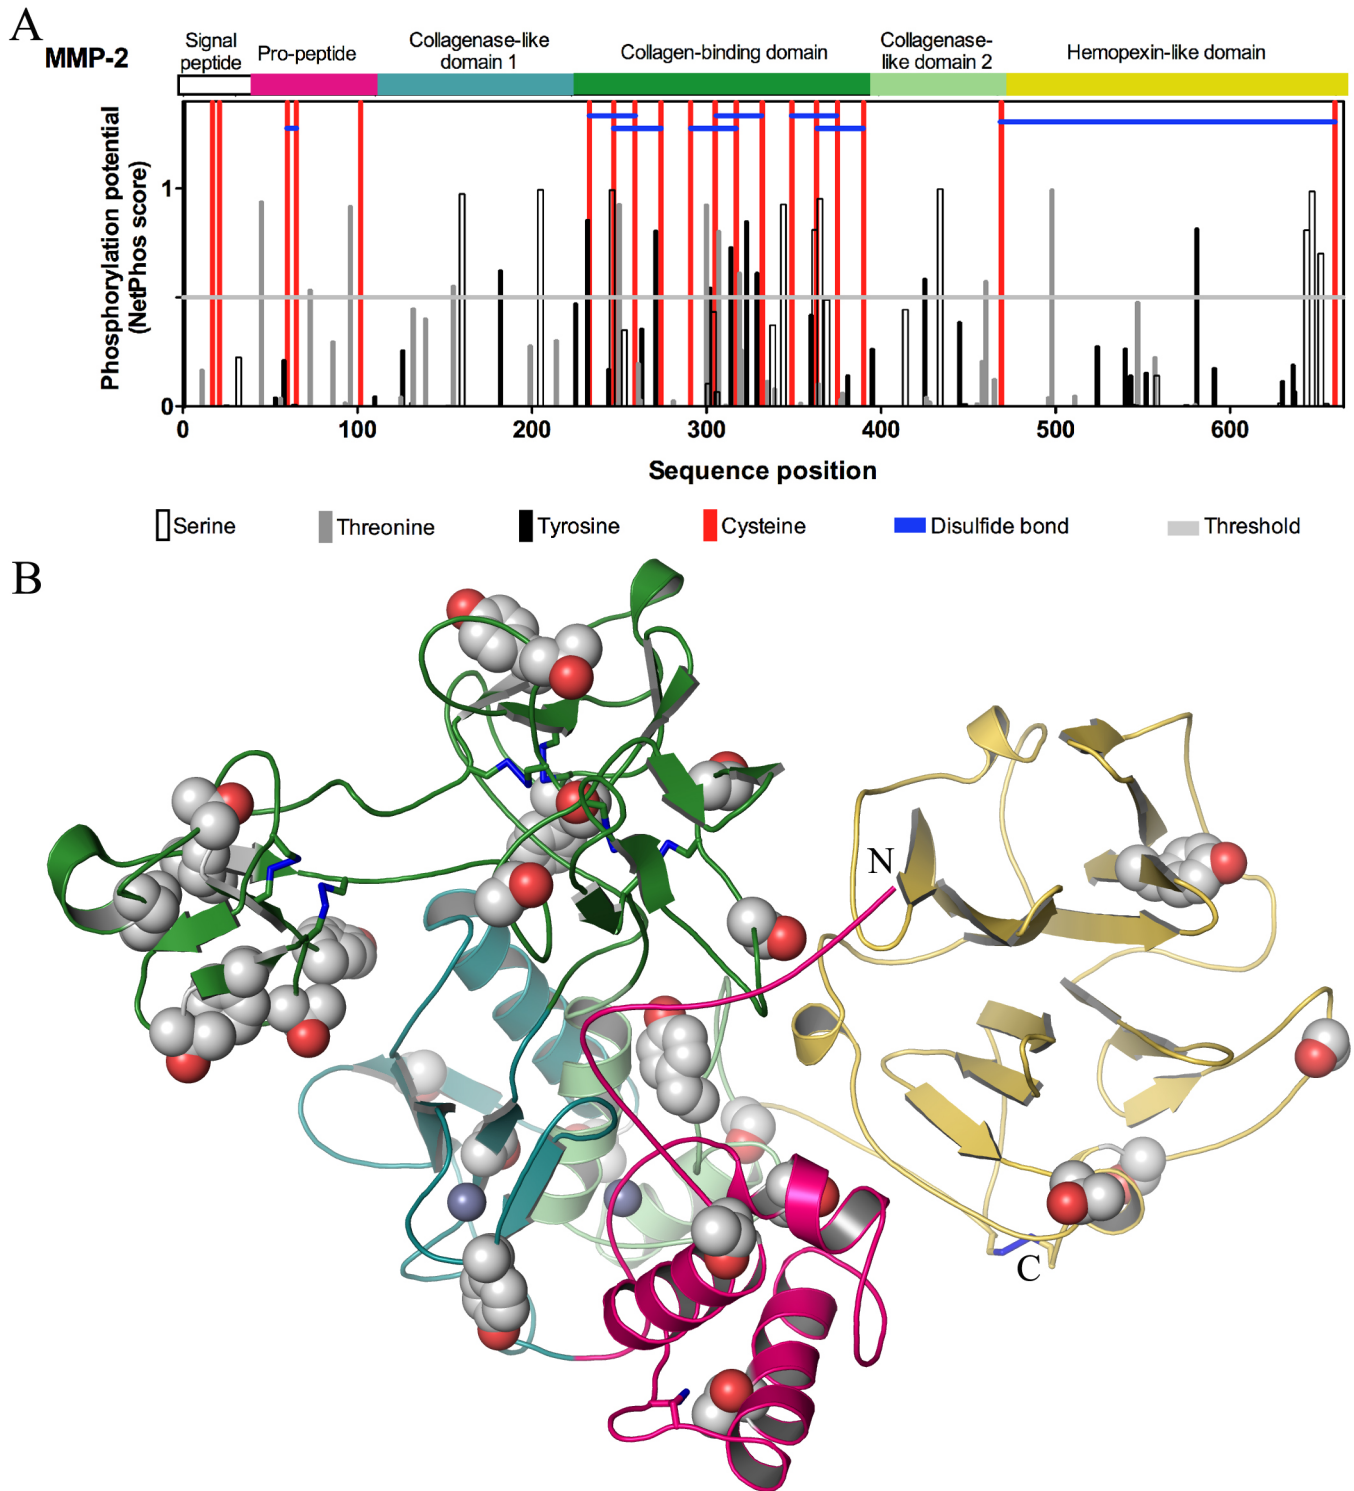 A
MMP-2
Signal
peptide
Pro-peptide
Collagenase-like
domain 1
Collagen-binding domain
Collagenase-
like domain 2
Hemopexin-like domain
Phosphorylation potential
(NetPhos score)
1
0
0 100 200 300 400 500 600
Sequence position
Serine Threonine Tyrosine Cysteine Disulfide bond Threshold
B
N
C